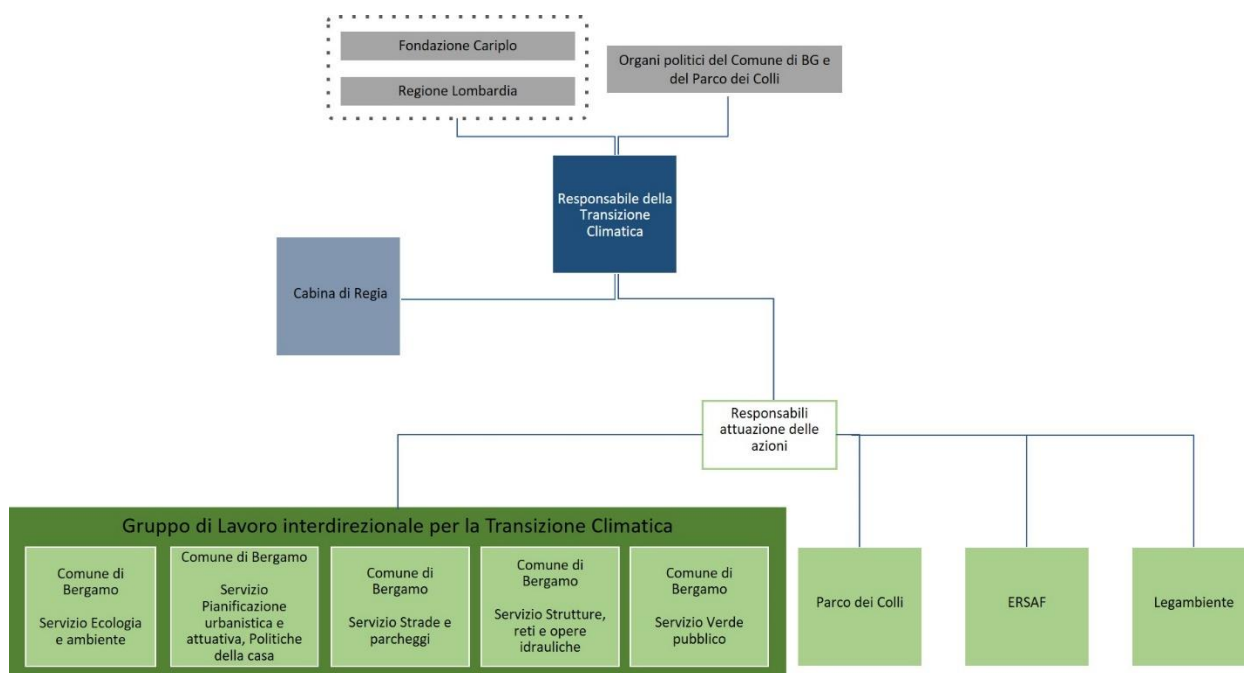 Fondazione Cariplo
Regione Lombardia
Organi politici del Comune di BG e
del Parco dei Colli
Responsabile della
Transizione
Climatica
Cabina di Regia
Responsabili
attuazione delle
azioni
Gruppo di Lavoro interdirezionale per la Transizione Climatica
Comune di
Bergamo
Servizio Ecologia
e ambiente
Comune di Bergamo
Servizio
Pianificazione
urbanistica e
attuativa, Politiche
della casa
Comune di
Bergamo
Servizio Strade e
parcheggi
Comune di
Bergamo
Servizio Strutture,
reti e opere
idrauliche
Comune di
Bergamo
Servizio Verde
pubblico
Parco dei Colli
ERSAF
Legambiente